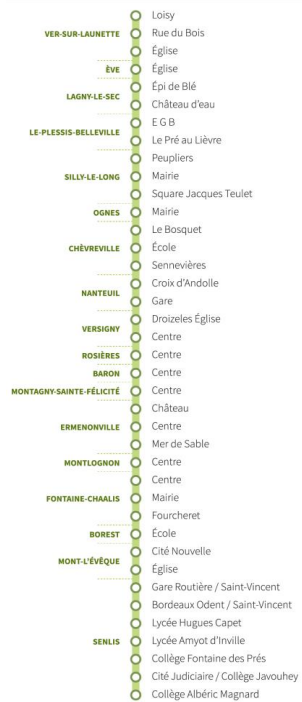 Loisy
VER-SUR-LAUNETTE Rue du Bois
Église
ÈVE Église
Épi de Blé
LAGNY-LE-SEC
Château d'eau
E G B
LE-PLESSIS-BELLEVILLE
Le Pré au Lièvre
Peupliers
SILLY-LE-LONG Mairie
Square Jacques Teulet
OGNES Mairie
Le Bosquet
CHÈVREVILLE École
Sennevières
Croix d'Andolle
NANTEUIL
Gare
Droizeles Église
VERSIGNY
Centre
ROSIÈRES Centre
BARON Centre
MONTAGNY-SAINTE-FÉLICITÉ Centre
Château
ERMENONVILLE Centre
Mer de Sable
MONTLOGNON Centre
Centre
FONTAINE-CHAALIS Mairie
Fourcheret
BOREST École
Cité Nouvelle
MONT-L'ÉVÊQUE
Église
Gare Routière / Saint-Vincent
Bordeaux Odent / Saint-Vincent
Lycée Hugues Capet
SENLIS Lycée Amyot d'Inville
Collège Fontaine des Prés
Cité Judiciaire / Collège Javouhey
Collège Albéric Magnard